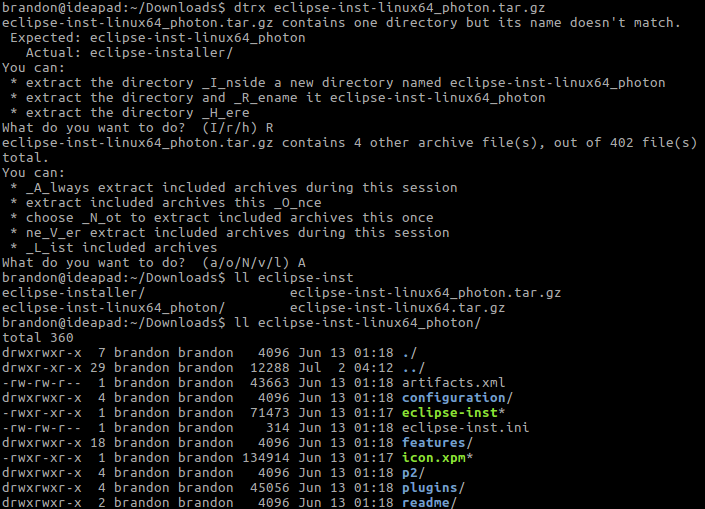 brandon@ideapad:~/Downloads$ dtrx eclipse-inst-linux64_photon.tar.gz
eclipse-inst-linux64_photon.tar.gz contains one directory but its name doesn't match.
 Expected: eclipse-inst-linux64_photon
   Actual: eclipse-installer/
You can:
 * extract the directory _I_nside a new directory named eclipse-inst-linux64_photon
 * extract the directory and _R_ename it eclipse-inst-linux64_photon
 * extract the directory _H_ere
What do you want to do?  (I/r/h) R
eclipse-inst-linux64_photon.tar.gz contains 4 other archive file(s), out of 402 file(s)
total.
You can:
 * _A_lways extract included archives during this session
 * extract included archives this _O_nce
 * choose _N_ot to extract included archives this once
 * ne_V_er extract included archives during this session
 * _L_ist included archives
What do you want to do?  (a/o/N/v/l) A
brandon@ideapad:~/Downloads$ ll eclipse-inst
eclipse-installer/                  eclipse-inst-linux64_photon.tar.gz
eclipse-inst-linux64_photon/        eclipse-inst-linux64.tar.gz
brandon@ideapad:~/Downloads$ ll eclipse-inst-linux64_photon/
total 360
drwxrwxr-x  7 brandon brandon   4096 Jun 13 01:18 ./
drwxr-xr-x 29 brandon brandon  12288 Jul  2 04:12 ../
-rw-rw-r--  1 brandon brandon  43663 Jun 13 01:18 artifacts.xml
drwxrwxr-x  4 brandon brandon   4096 Jun 13 01:18 configuration/
-rwxr-xr-x  1 brandon brandon  71473 Jun 13 01:17 eclipse-inst*
-rw-rw-r--  1 brandon brandon    314 Jun 13 01:18 eclipse-inst.ini
drwxrwxr-x 18 brandon brandon   4096 Jun 13 01:18 features/
-rwxr-xr-x  1 brandon brandon 134914 Jun 13 01:17 icon.xpm*
drwxrwxr-x  4 brandon brandon   4096 Jun 13 01:18 p2/
drwxrwxr-x  4 brandon brandon  45056 Jun 13 01:18 plugins/
drwxrwxr-x  2 brandon brandon   4096 Jun 13 01:18 readme/